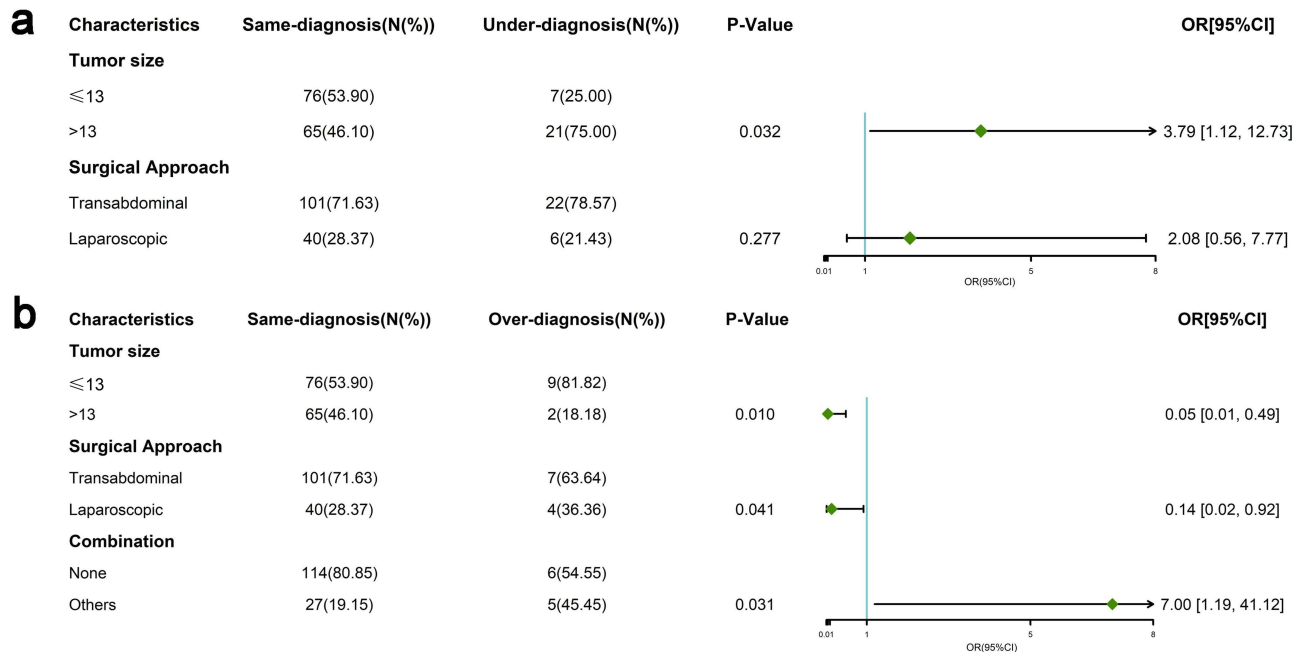 a
Characteristics Same-diagnosis(N(%)) Under-diagnosis(N(%)) P-Value OR[95%CI]
Tumor size
⩽13 76(53.90) 7(25.00)
>13 65(46.10) 21(75.00) 0.032 3.79 [1.12, 12.73]
Surgical Approach
Transabdominal 101(71.63) 22(78.57)
Laparoscopic 40(28.37) 6(21.43) 0.277 2.08 [0.56, 7.77]
0.01 1 5 8
OR(95%CI)
b
Characteristics Same-diagnosis(N(%)) Over-diagnosis(N(%)) P-Value OR[95%CI]
Tumor size
⩽13 76(53.90) 9(81.82)
>13 65(46.10) 2(18.18) 0.010 0.05 [0.01, 0.49]
Surgical Approach
Transabdominal 101(71.63) 7(63.64)
Laparoscopic 40(28.37) 4(36.36) 0.041 0.14 [0.02, 0.92]
Combination
None 114(80.85) 6(54.55)
Others 27(19.15) 5(45.45) 0.031 7.00 [1.19, 41.12]
0.01 1 5 8
OR(95%CI)